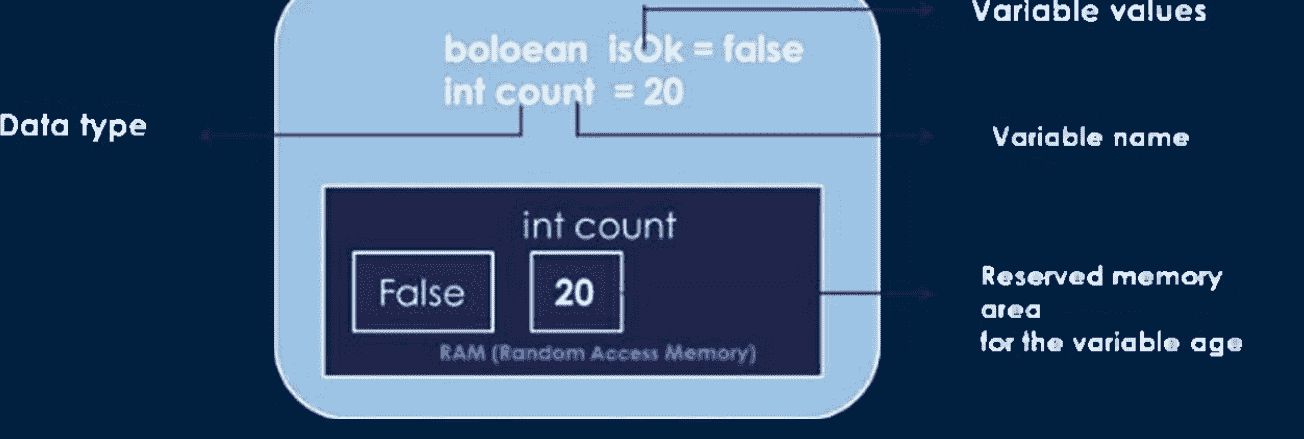 Variable values
boloean isOk = false
int count = 20
Data type
Variable name
int count
False
20
Reserved memory
area
for the variable age
RAM (Random Access Memory)